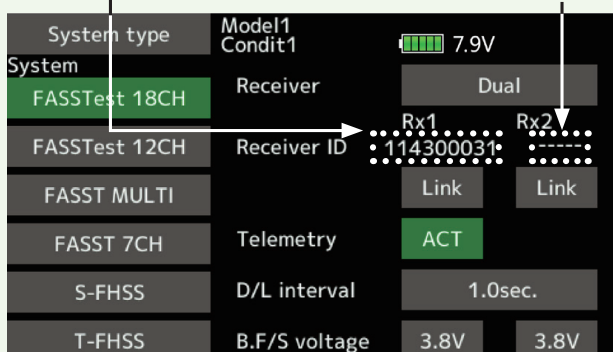 System type
Model1
Condit1
7.9V
System
FASSTest 18CH
FASSTest 12CH
FASST MULTI
FASST 7CH
S-FHSS
T-FHSS
Receiver
Dual
Rx1
Rx2
Receiver ID
114300031
-----
Link
Link
Telemetry
ACT
D/L interval
1.0sec.
B.F/S voltage
3.8V
3.8V